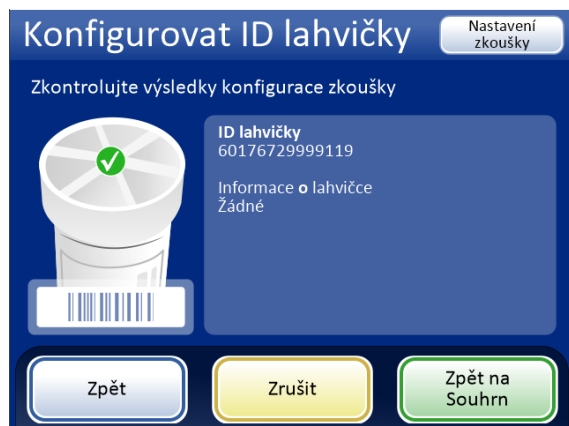 Konfigurovat ID lahvičky
Nastavení
zkoušky
Zkontrolujte výsledky konfigurace zkoušky
ID lahvičky
60176729999119
Informace o lahvičce
Žádné
Zpět
Zrušit
Zpět na
Souhrn